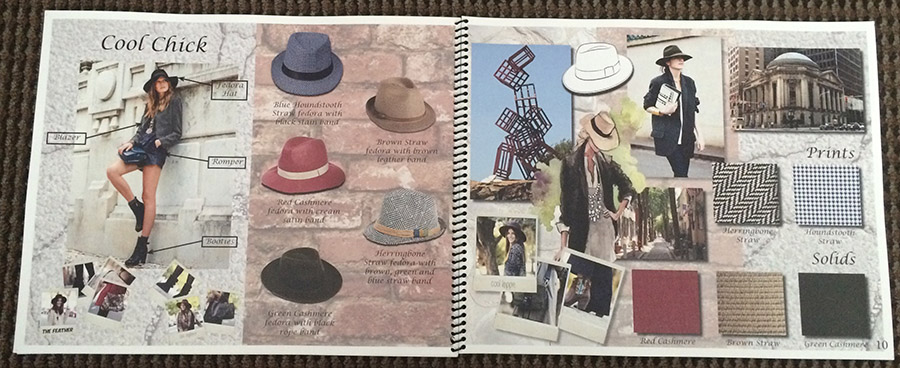 Cool Chick
Fedora
Hat
Blazer
Romper
Booties
THE FEATHER
Blue Houndstooth
Straw fedora with
black stain band
Brown Straw
fedora with brown
leather band
Red Cashmere
fedora with cream
satin band
Herringbone
Straw fedora with
brown, green and
blue straw band
Green Cashmere
fedora with black
rope band
Prints
Herringbone
Straw
Houndstooth
Straw
Solids
Red Cashmere
Brown Straw
Green Cashmere
10